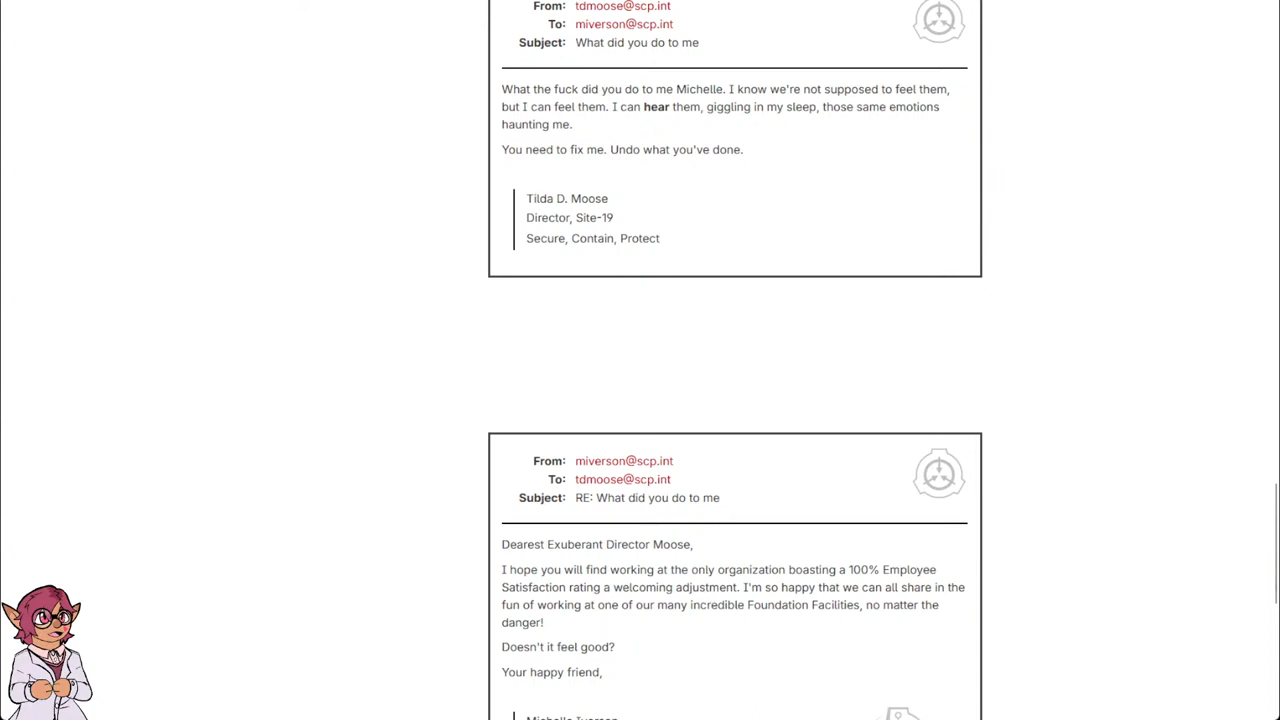 From: tdmoose@scp.int
To: miverson@scp.int
Subject: What did you do to me
What the fuck did you do to me Michelle. I know we're not supposed to feel them,
but I can feel them. I can hear them, giggling in my sleep, those same emotions
haunting me.
You need to fix me. Undo what you've done.
Tilda D. Moose
Director, Site-19
Secure, Contain, Protect
From: miverson@scp.int
To: tdmoose@scp.int
Subject: RE: What did you do to me
Dearest Exuberant Director Moose,
I hope you will find working at the only organization boasting a 100% Employee
Satisfaction rating a welcoming adjustment. I'm so happy that we can all share in the
fun of working at one of our many incredible Foundation Facilities, no matter the
danger!
Doesn't it feel good?
Your happy friend,
Michelle Iverson